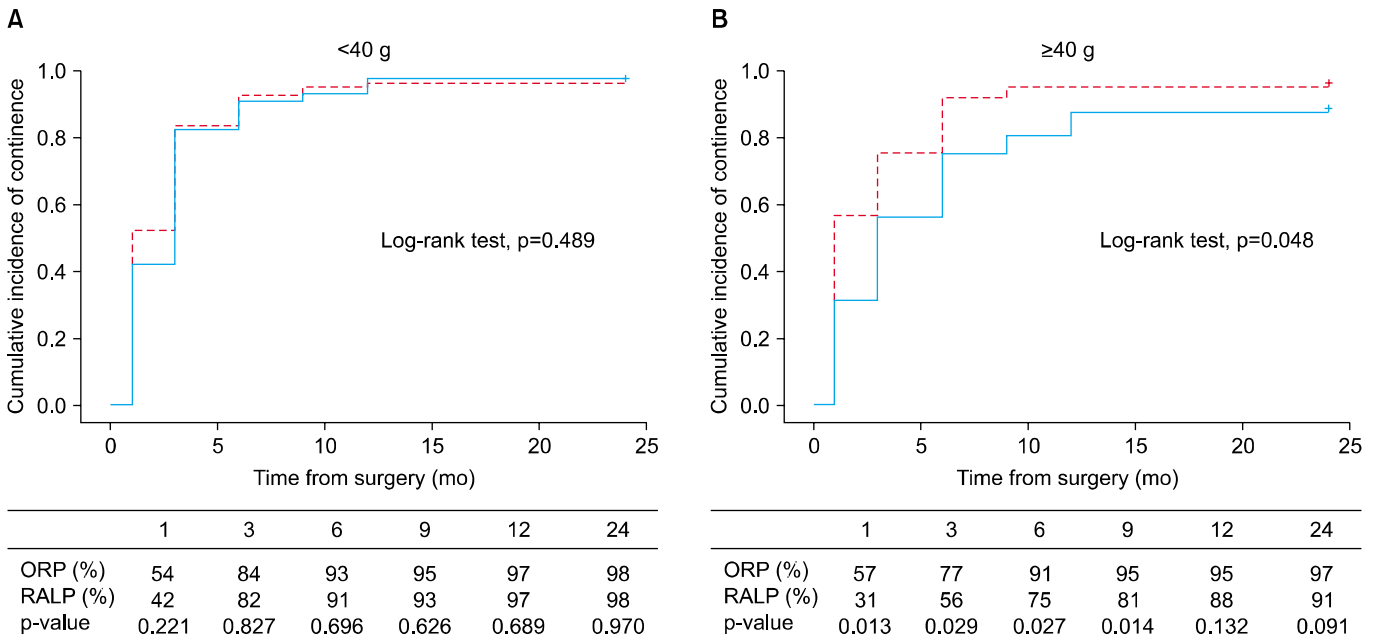 A
<40 g
1.0
0.8
0.6
0.4
0.2
0.0
Cumulative incidence of continence
Log-rank test, p=0.489
0 5 10 15 20 25
Time from surgery (mo)
1 3 6 9 12 24
ORP (%) 54 84 93 95 97 98
RALP (%) 42 82 91 93 97 98
p-value 0.221 0.827 0.696 0.626 0.689 0.970
B
≥40 g
1.0
0.8
0.6
0.4
0.2
0.0
Cumulative incidence of continence
Log-rank test, p=0.048
0 5 10 15 20 25
Time from surgery (mo)
1 3 6 9 12 24
ORP (%) 57 77 91 95 95 97
RALP (%) 31 56 75 81 88 91
p-value 0.013 0.029 0.027 0.014 0.132 0.091